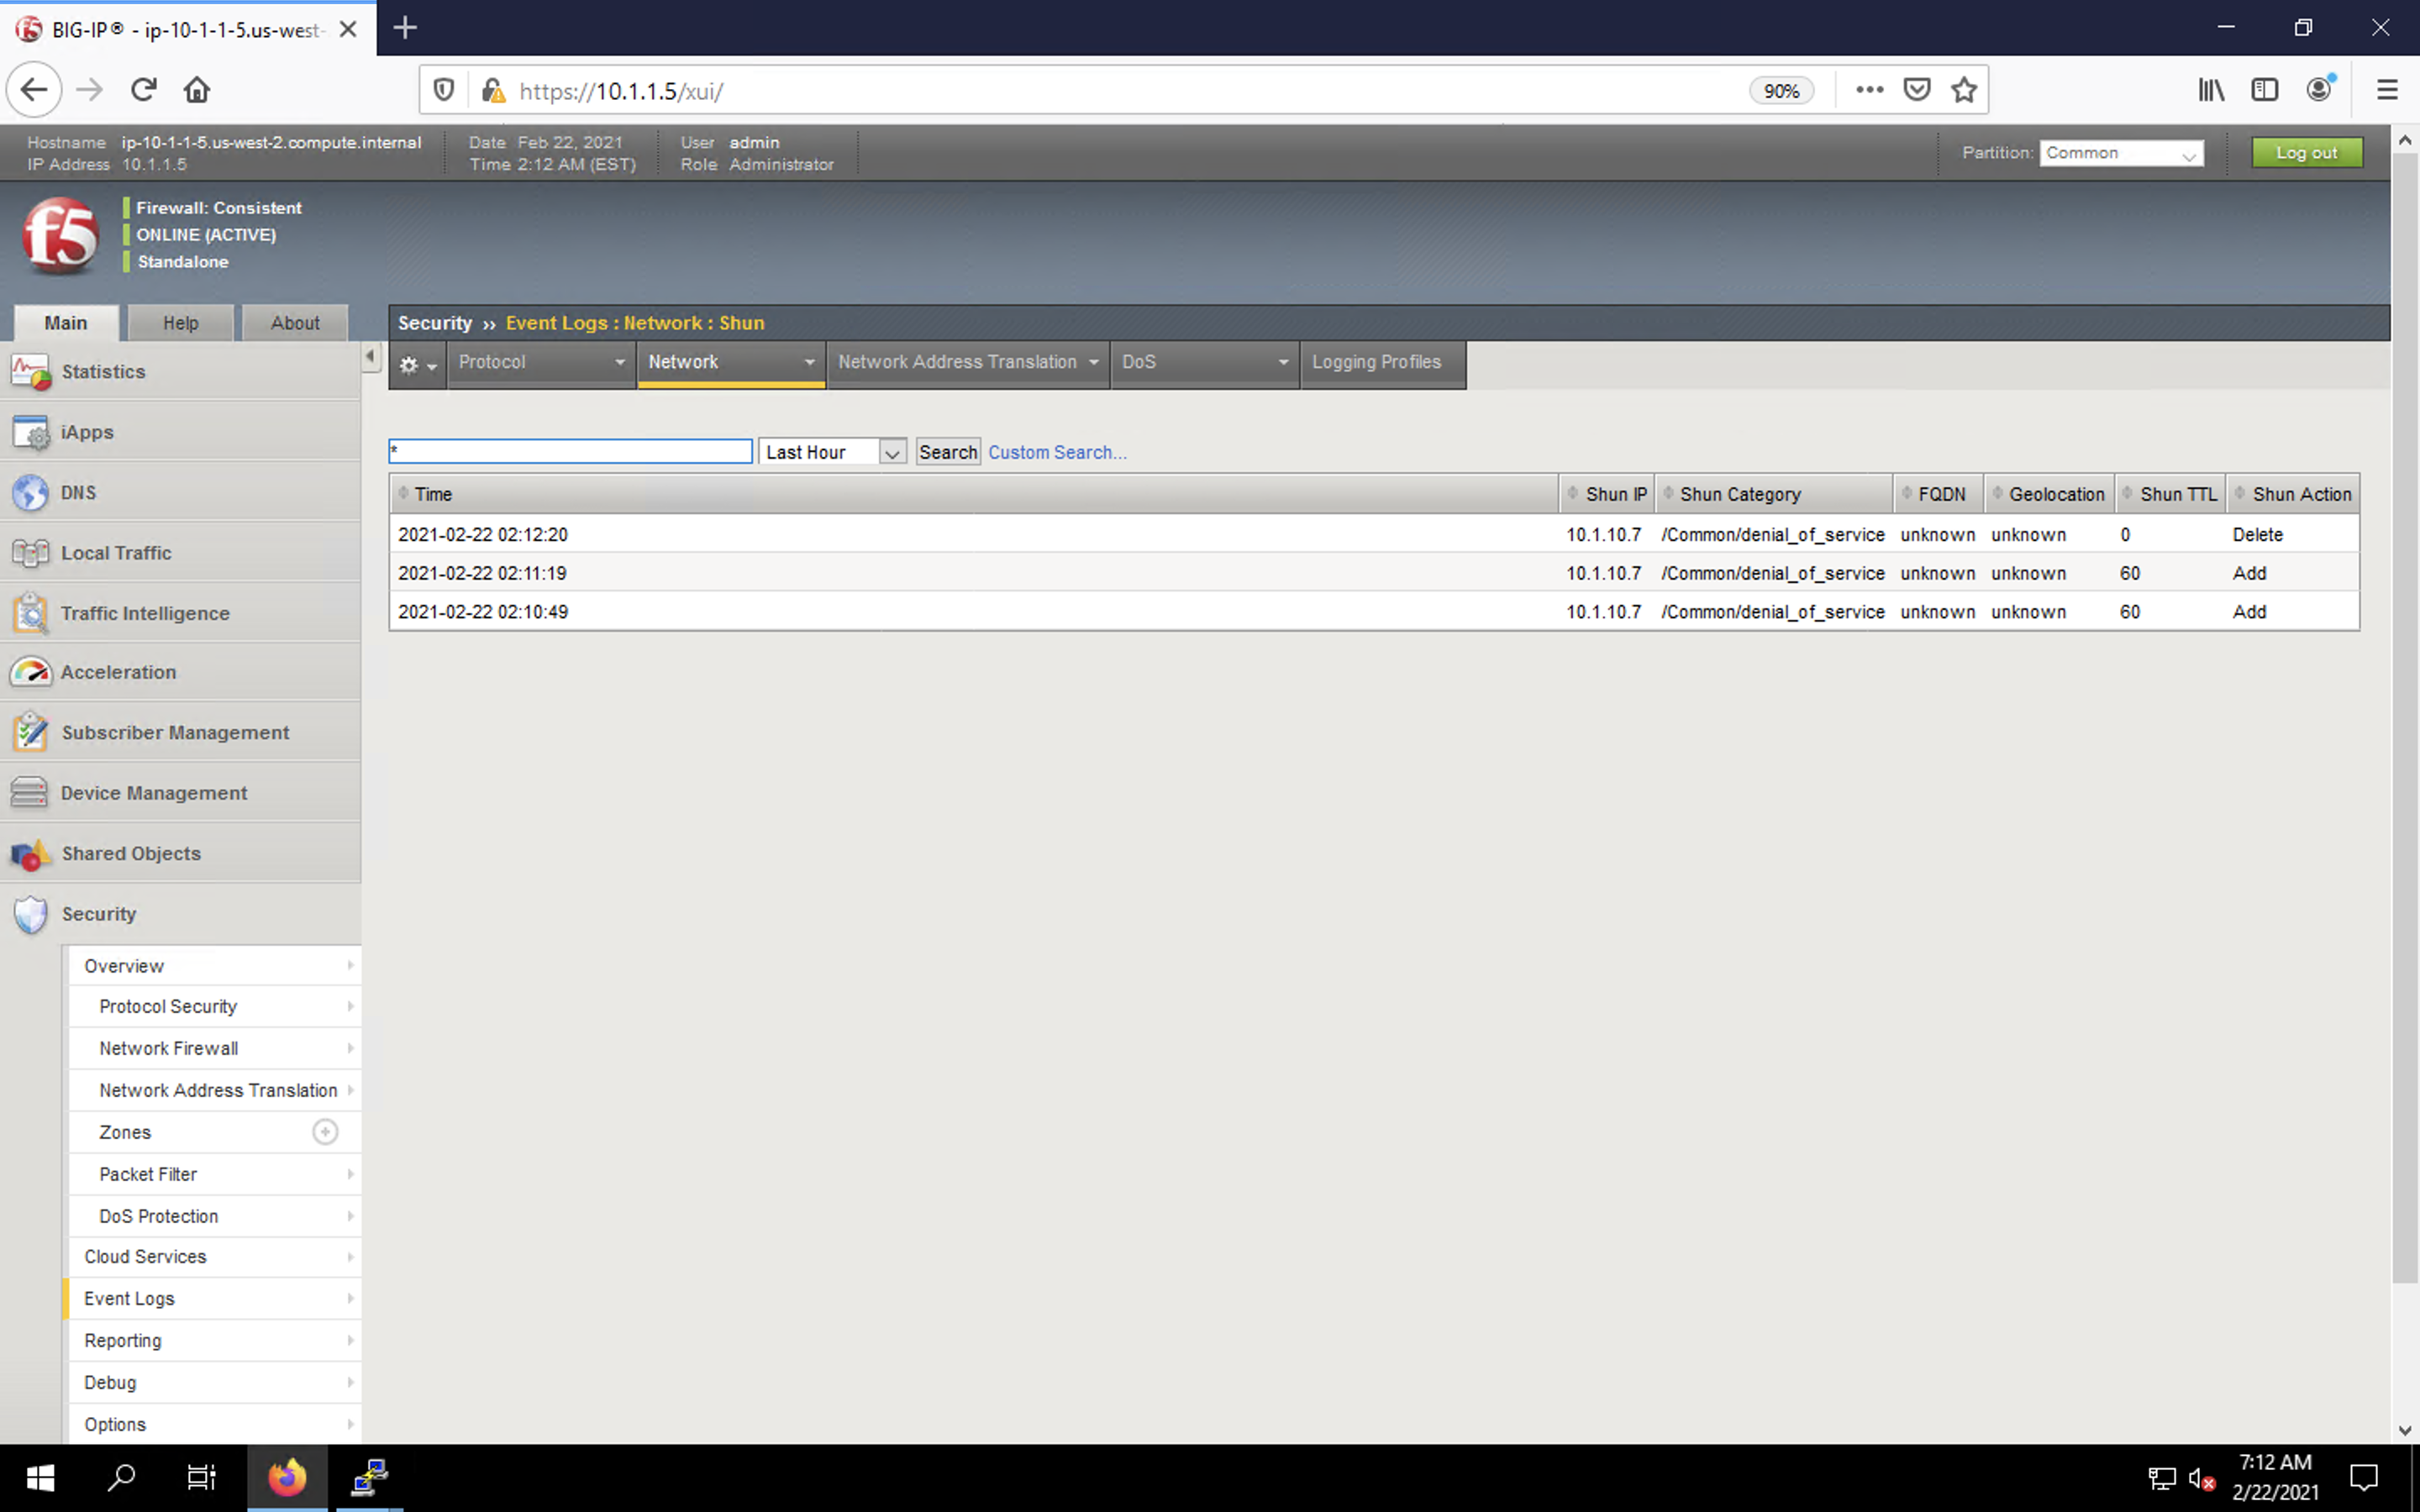 BIG-IP® - ip-10-1-1-5.us-west-
https://10.1.1.5/xui/
90%
Hostname ip-10-1-1-5.us-west-2.compute.internal Date Feb 22, 2021 User admin
IP Address 10.1.1.5 Time 2:12 AM (EST) Role Administrator
Partition: Common Log out
f5
Firewall: Consistent
ONLINE (ACTIVE)
Standalone
Main Help About
Security ›› Event Logs : Network : Shun
Protocol Network Network Address Translation DoS Logging Profiles
* Last Hour Search Custom Search...
Time Shun IP Shun Category FQDN Geolocation Shun TTL Shun Action
2021-02-22 02:12:20 10.1.10.7 /Common/denial_of_service unknown unknown 0 Delete
2021-02-22 02:11:19 10.1.10.7 /Common/denial_of_service unknown unknown 60 Add
2021-02-22 02:10:49 10.1.10.7 /Common/denial_of_service unknown unknown 60 Add
Statistics
iApps
DNS
Local Traffic
Traffic Intelligence
Acceleration
Subscriber Management
Device Management
Shared Objects
Security
Overview
Protocol Security
Network Firewall
Network Address Translation
Zones
Packet Filter
DoS Protection
Cloud Services
Event Logs
Reporting
Debug
Options
7:12 AM
2/22/2021